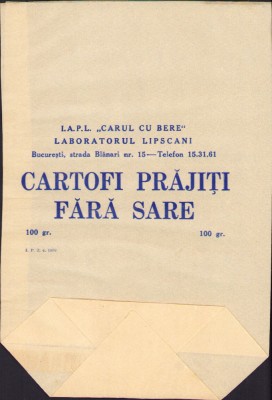 I.A.P.L. „CARUL CU BERE“
LABORATORUL LIPSCANI
București, strada Blănari nr. 15—Telefon 15.31.61
CARTOFI PRĂJIȚI
FĂRĂ SARE
100 gr. 100 gr.